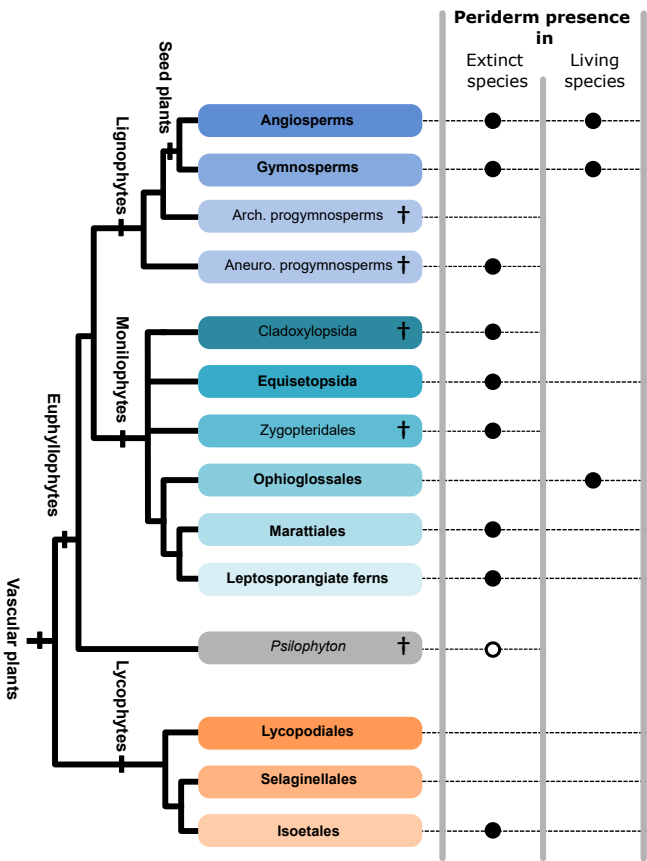 Periderm presence
in
Extinct
species
Living
species
Seed plants
Lignophytes
Monilophytes
Euphyllophytes
Vascular plants
Lycophytes
Angiosperms
Gymnosperms
Arch. progymnosperms †
Aneuro. progymnosperms †
Cladoxylopsida †
Equisetopsida
Zygopteridales †
Ophioglossales
Marattiales
Leptosporangiate ferns
Psilophyton †
Lycopodiales
Selaginellales
Isoetales